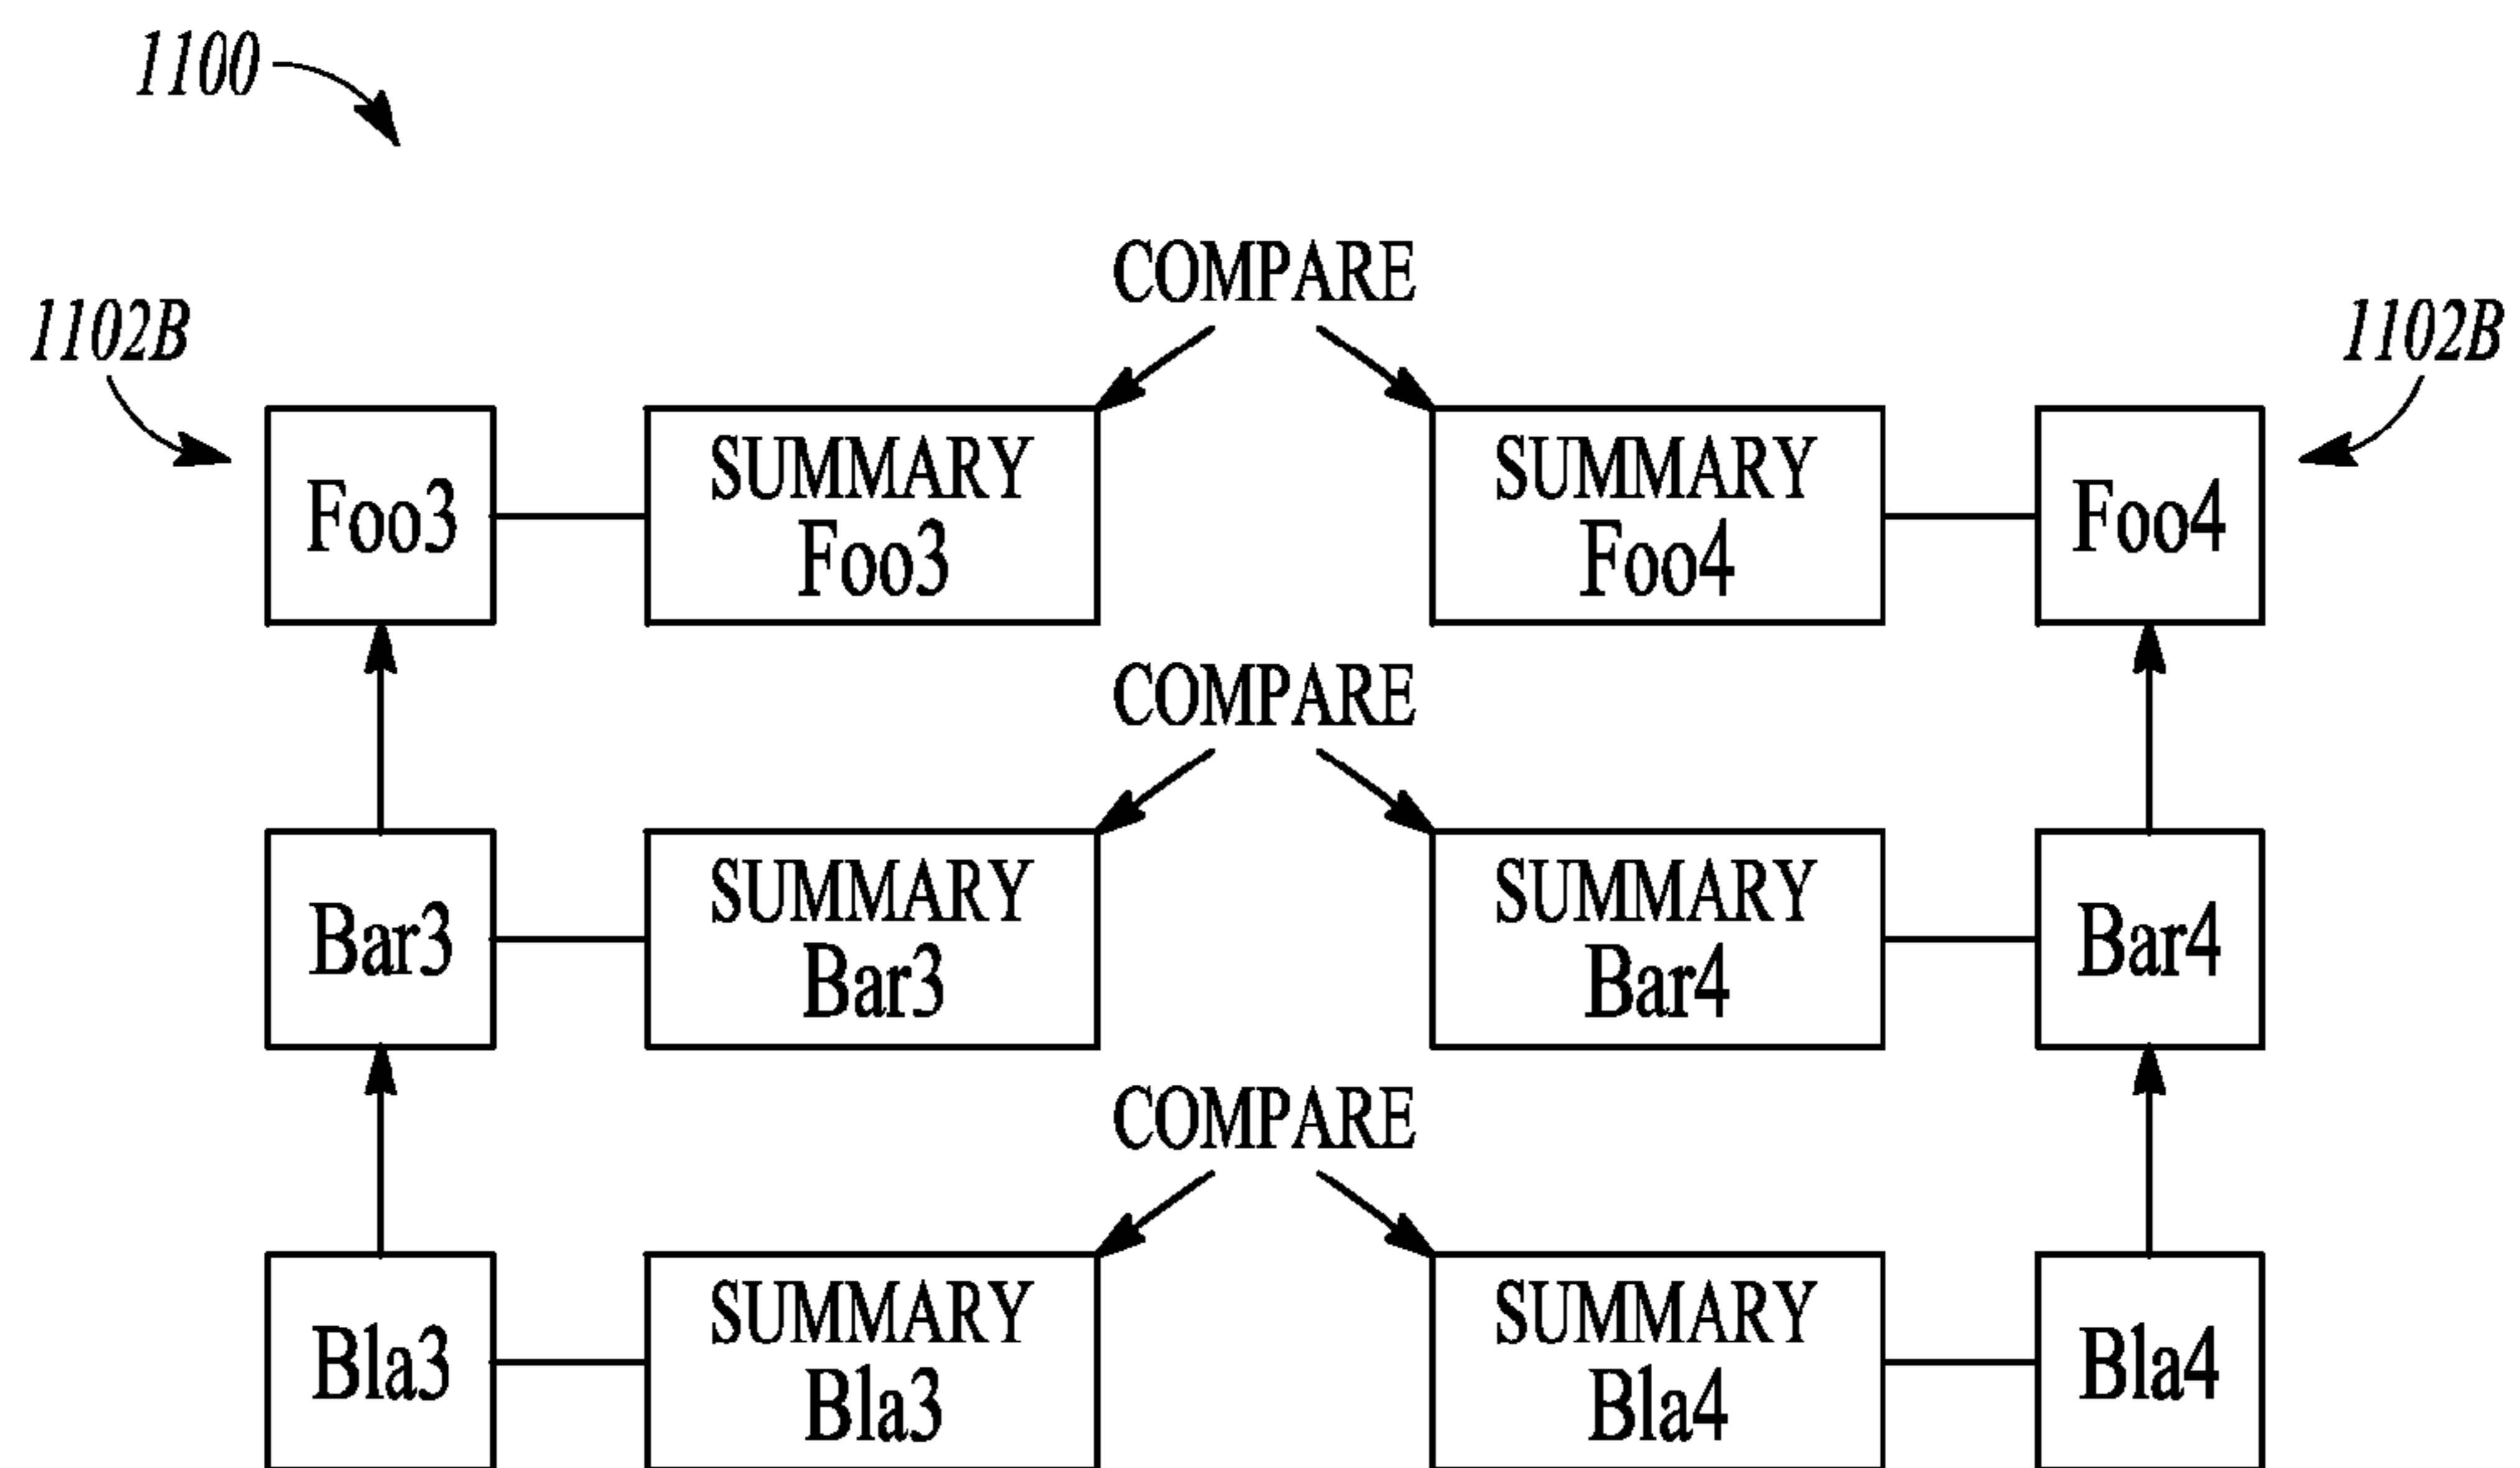 1100
COMPARE
1102B
1102B
Foo3
SUMMARY
Foo3
SUMMARY
Foo4
Foo4
COMPARE
Bar3
SUMMARY
Bar3
SUMMARY
Bar4
Bar4
COMPARE
Bla3
SUMMARY
Bla3
SUMMARY
Bla4
Bla4